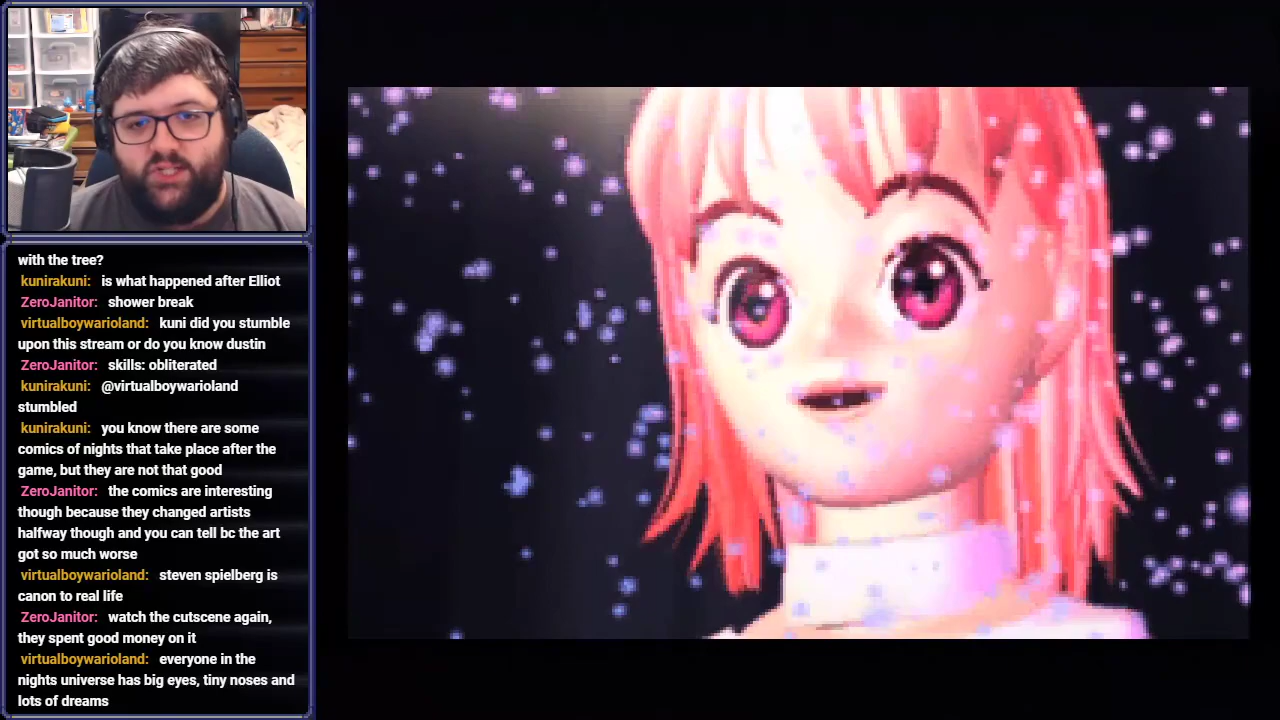 with the tree?
kunirakuni: is what happened after Elliot
ZeroJanitor: shower break
virtualboywarioland: kuni did you stumble
upon this stream or do you know dustin
ZeroJanitor: skills: obliterated
kunirakuni: @virtualboywarioland
stumbled
kunirakuni: you know there are some
comics of nights that take place after the
game, but they are not that good
ZeroJanitor: the comics are interesting
though because they changed artists
halfway though and you can tell bc the art
got so much worse
virtualboywarioland: steven spielberg is
canon to real life
ZeroJanitor: watch the cutscene again,
they spent good money on it
virtualboywarioland: everyone in the
nights universe has big eyes, tiny noses and
lots of dreams